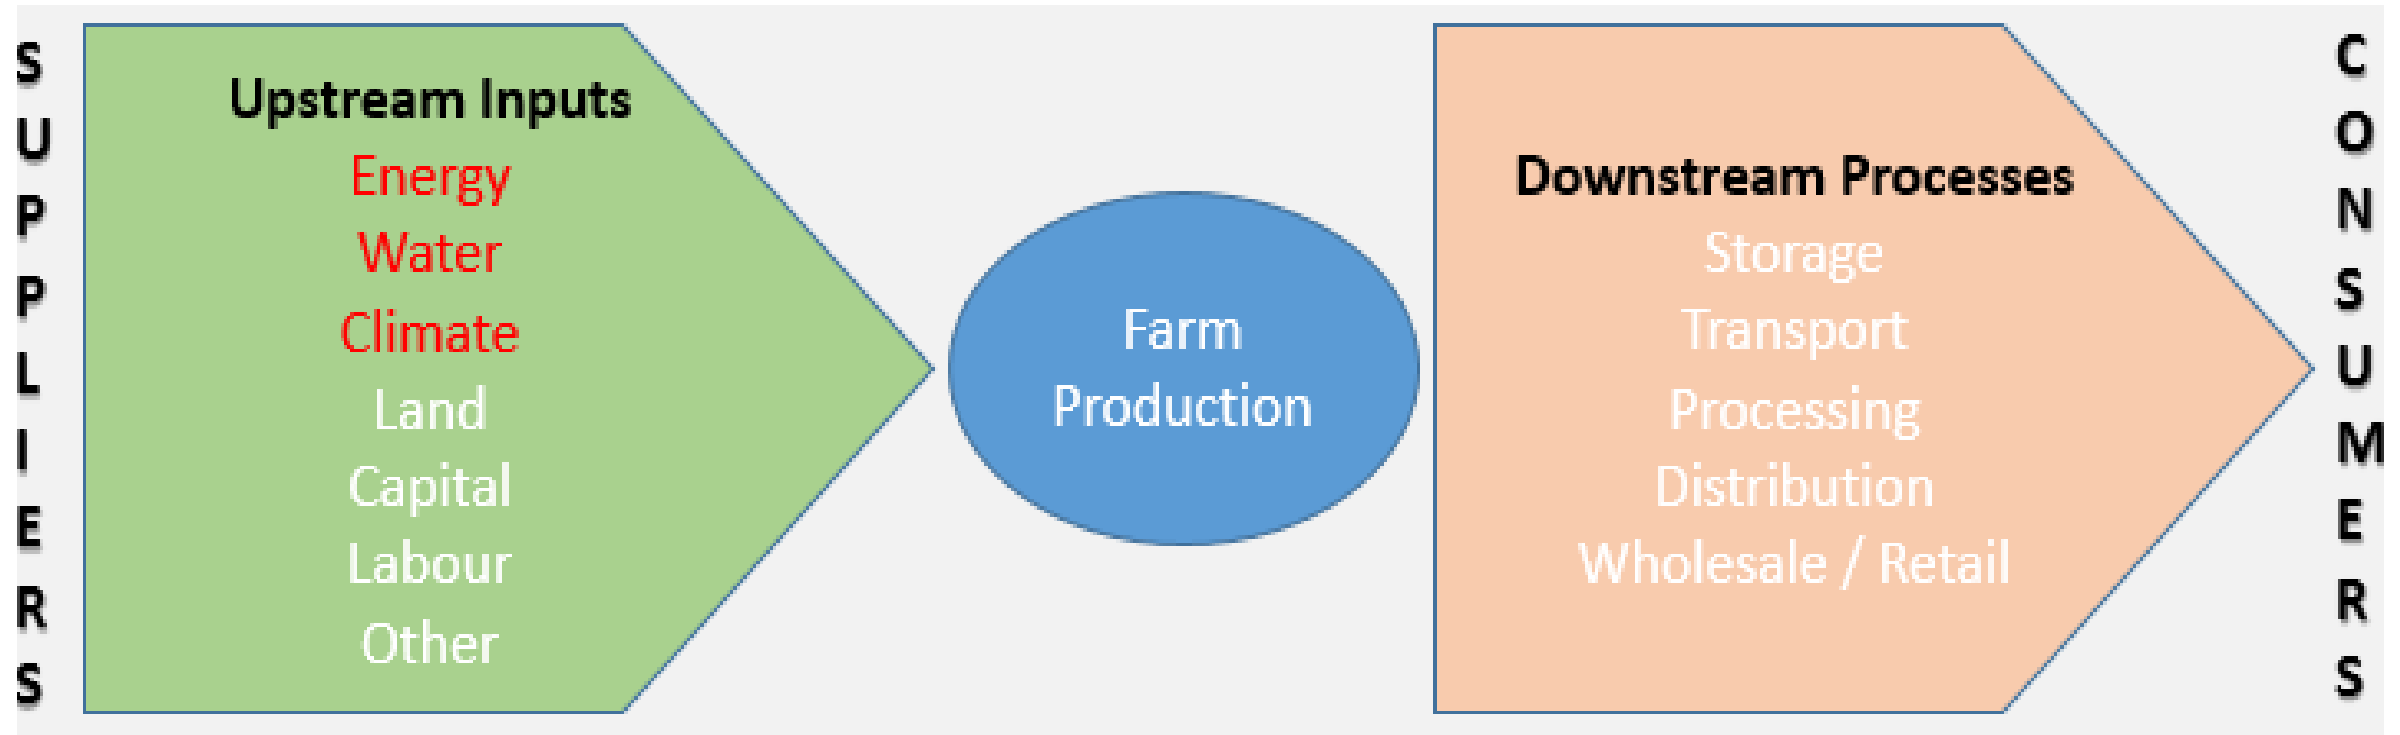 SUPPLIERS
Upstream Inputs
Energy
Water
Climate
Land
Capital
Labour
Other
Farm
Production
Downstream Processes
Storage
Transport
Processing
Distribution
Wholesale / Retail
CONSUMERS